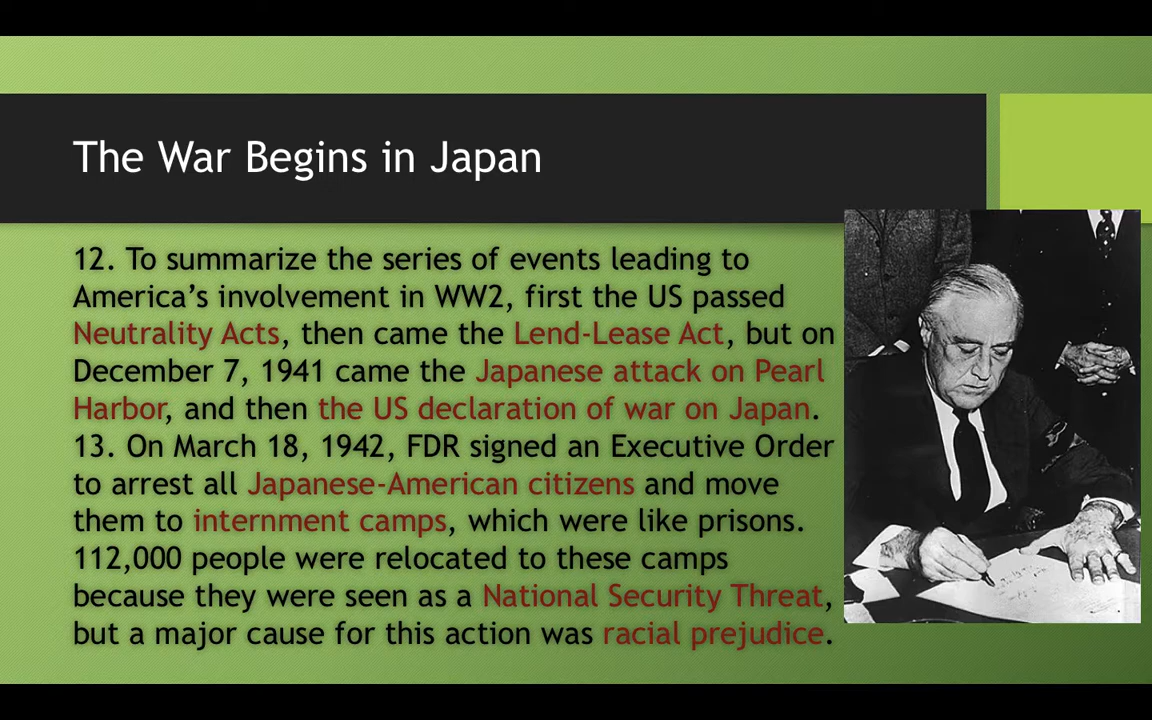 The War Begins in Japan
12. To summarize the series of events leading to
America’s involvement in WW2, first the US passed
Neutrality Acts, then came the Lend-Lease Act, but on
December 7, 1941 came the Japanese attack on Pearl
Harbor, and then the US declaration of war on Japan.
13. On March 18, 1942, FDR signed an Executive Order
to arrest all Japanese-American citizens and move
them to internment camps, which were like prisons.
112,000 people were relocated to these camps
because they were seen as a National Security Threat,
but a major cause for this action was racial prejudice.